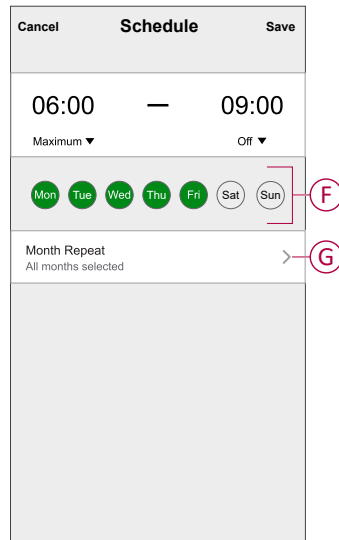 Cancel Schedule Save
06:00 — 09:00
Maximum ▼ Off ▼
Mon Tue Wed Thu Fri Sat Sun F
Month Repeat
All months selected
G